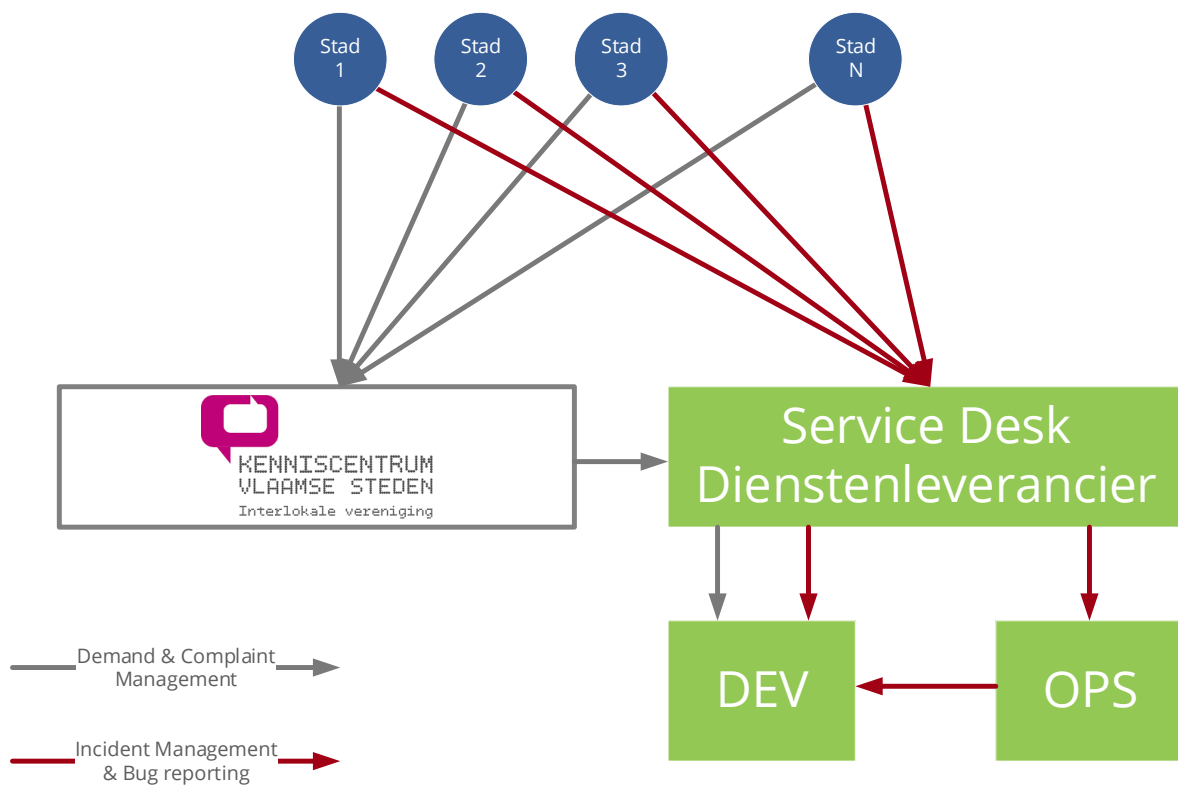 Stad
1
Stad
2
Stad
3
Stad
N
KENNISCENTRUM
VLAAMSE STEDEN
Interlokale vereniging
Service Desk
Dienstenleverancier
DEV
OPS
Demand & Complaint
Management
Incident Management
& Bug reporting